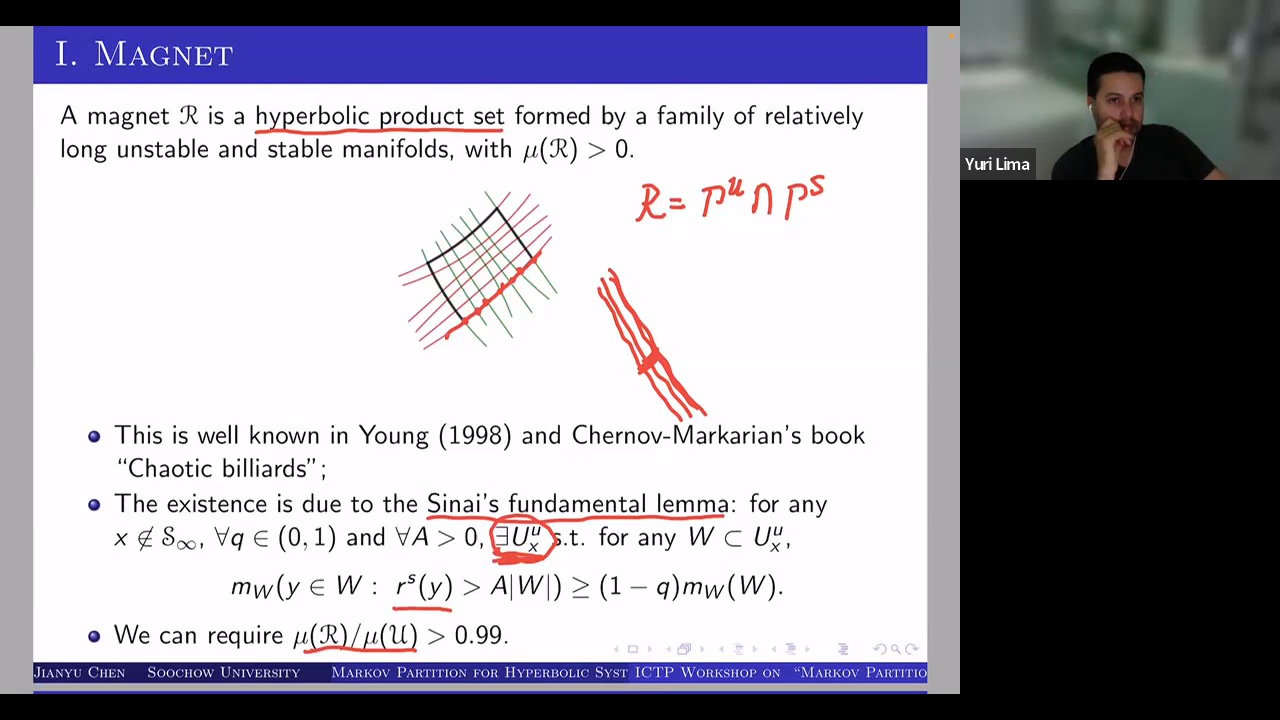 I. Magnet
A magnet ℛ is a hyperbolic product set formed by a family of relatively
long unstable and stable manifolds, with μ(ℛ) > 0.
ℛ = Γᵘ ∩ Γˢ
This is well known in Young (1998) and Chernov-Markarian's book
"Chaotic billiards";
The existence is due to the Sinai's fundamental lemma: for any
x ∉ 𝒮_∞, ∀q ∈ (0, 1) and ∀A > 0, ∃Uₓᵘ s.t. for any W ⊂ Uₓᵘ,
m_W(y ∈ W : rˢ(y) > A|W|) ≥ (1 − q)m_W(W).
We can require μ(ℛ)/μ(𝒰) > 0.99.
Jianyu Chen Soochow University Markov Partition for Hyperbolic Syst ICTP Workshop on "Markov Partitio
Yuri Lima